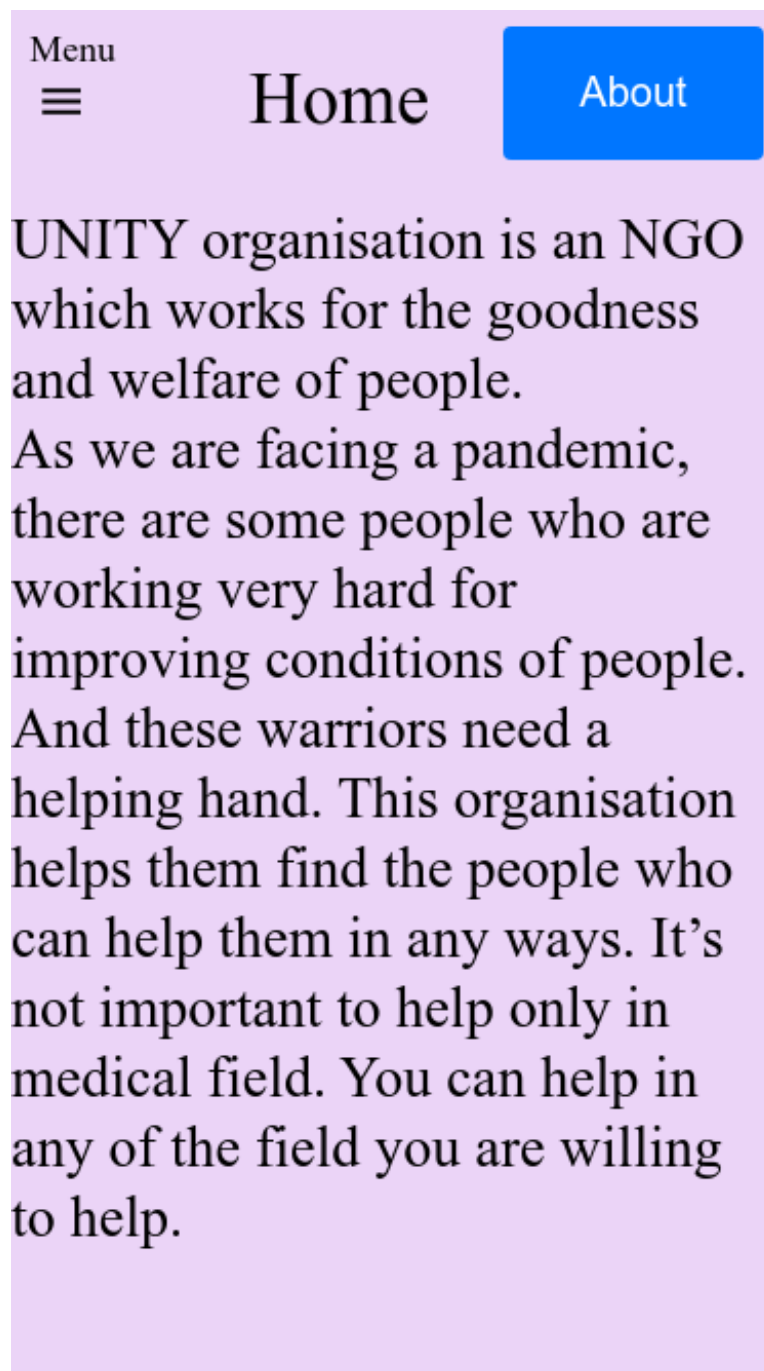 Menu
Home
About
UNITY organisation is an NGO
which works for the goodness
and welfare of people.
As we are facing a pandemic,
there are some people who are
working very hard for
improving conditions of people.
And these warriors need a
helping hand. This organisation
helps them find the people who
can help them in any ways. It’s
not important to help only in
medical field. You can help in
any of the field you are willing
to help.